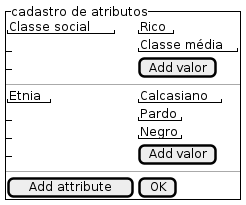 cadastro de atributos
Classe social Rico
Classe média
Add valor
Etnia Calcasiano
Pardo
Negro
Add valor
Add attribute OK